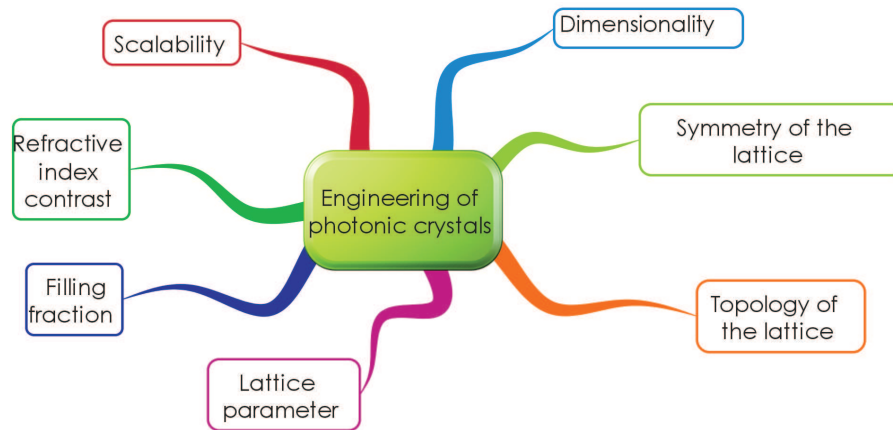 Scalability
Dimensionality
Refractive
index
contrast
Symmetry of the
lattice
Engineering of
photonic crystals
Filling
fraction
Topology of
the lattice
Lattice
parameter